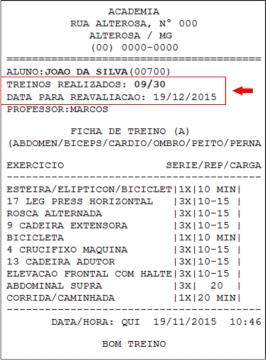 ACADEMIA
RUA ALTEROSA, N° 000
ALTEROSA / MG
(00) 0000-0000
ALUNO:JOAO DA SILVA(00700)
TREINOS REALIZADOS: 09/30
DATA PARA REAVALIACAO: 19/12/2015
PROFESSOR:MARCOS
FICHA DE TREINO (A)
(ABDOMEN/BICEPS/CARDIO/OMBRO/PEITO/PERNA
EXERCICIO SERIE/REP/CARGA
ESTEIRA/ELIPTICON/BICICLET|1X|10 MIN|
17 LEG PRESS HORIZONTAL |3X|10-15 |
ROSCA ALTERNADA |3X|10-15 |
9 CADEIRA EXTENSORA |3X|10-15 |
BICICLETA |1X|10 MIN|
4 CRUCIFIXO MAQUINA |3X|10-15 |
13 CADEIRA ADUTOR |3X|10-15 |
ELEVACAO FRONTAL COM HALTE|3X|10-15 |
ABDOMINAL SUPRA |3X| 20 |
CORRIDA/CAMINHADA |1X|20 MIN|
DATA/HORA: QUI 19/11/2015 10:46
BOM TREINO